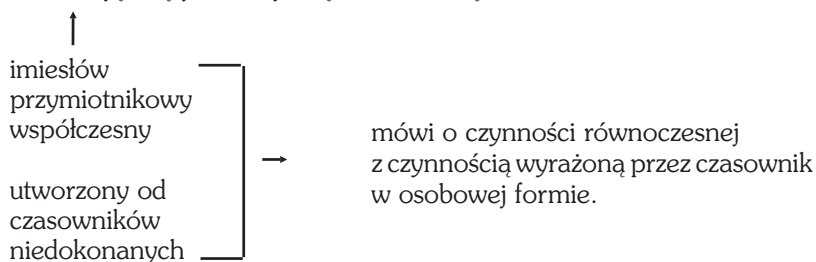 imiesłów
przymiotnikowy
współczesny
mówi o czynności równoczesnej
z czynnością wyrażoną przez czasownik
w osobowej formie.
utworzony od
czasowników
niedokonanych